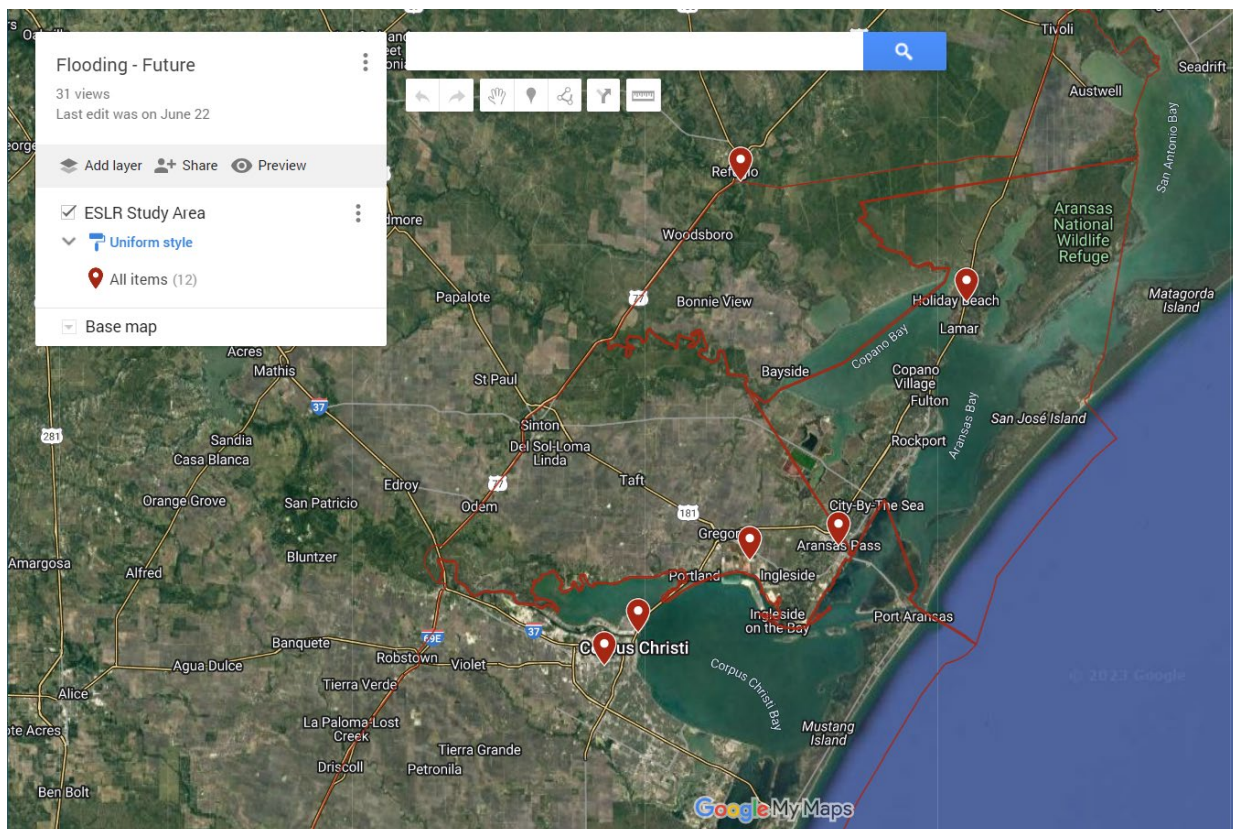 Flooding - Future
31 views
Last edit was on June 22
Add layer
Share
Preview
ESLR Study Area
Uniform style
All items (12)
Base map
Tivoli
Seadrift
Austwell
San Antonio Bay
Woodsboro
Aransas
National
Wildlife
Refuge
Papalote
77
Bonnie View
Holiday Beach
Matagorda
Island
Lamar
Copano Bay
Acres
Mathis
St Paul
Bayside
Copano
Village
Fulton
37
San José Island
Aransas Bay
281
Sandia
Casa Blanca
Sinton
Del Sol-Loma
Linda
Rockport
Taft
Edroy
77
Orange Grove
San Patricio
Odem
181
City-By-The Sea
Aransas Pass
Bluntzer
Amargosa
Alfred
Portland
Ingleside
Ingleside
on the Bay
Port Aransas
Banquete
69E
37
Robstown
Violet
Agua Dulce
Corpus Christi Bay
© 2023 Google
Tierra Verde
Alice
La Paloma-Lost
Creek
Mustang
Island
Tierra Grande
Driscoll
Petronila
Ben Bolt
Google My Maps